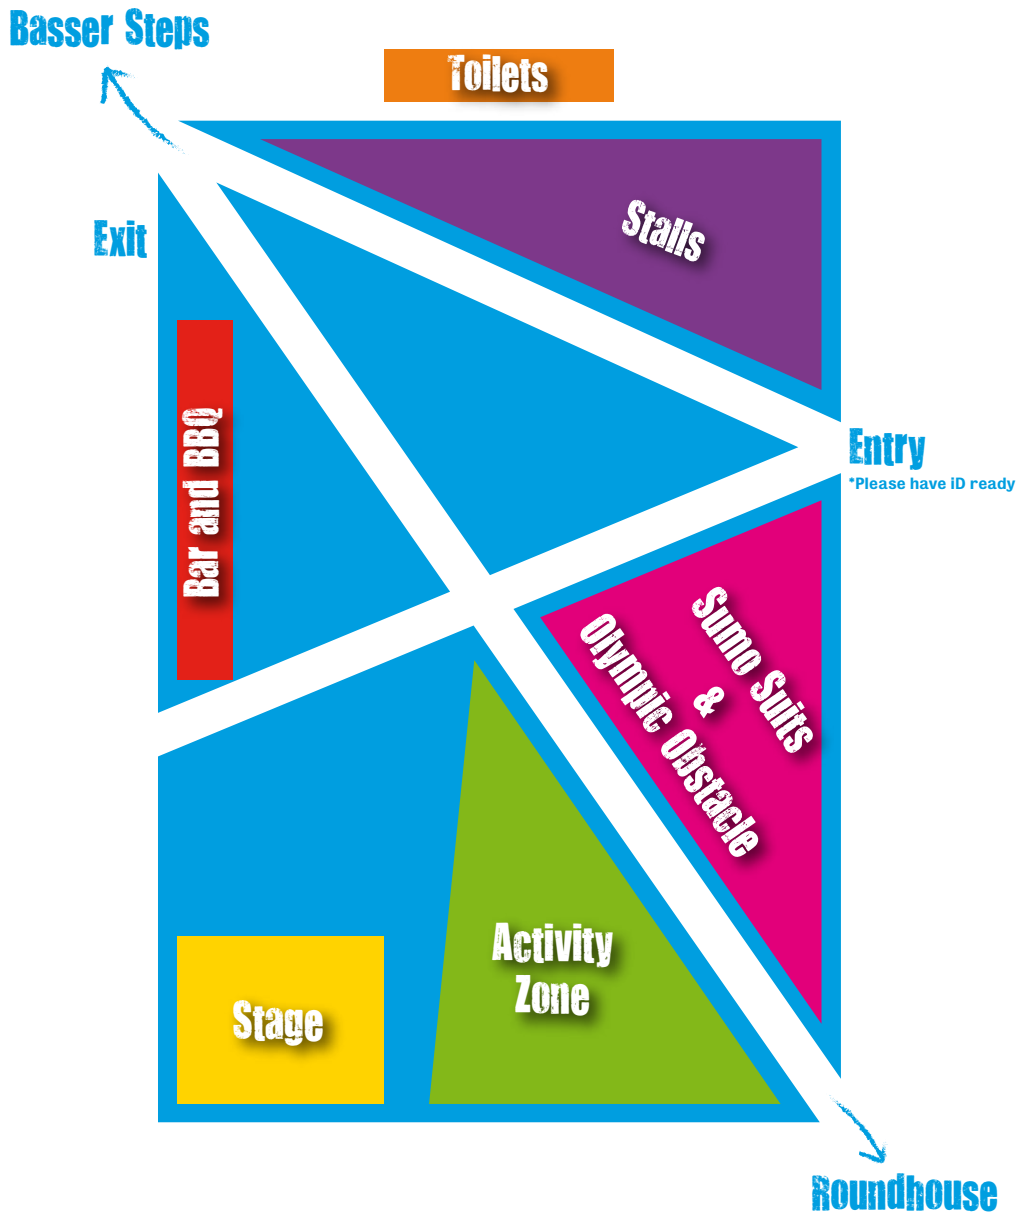 Basser Steps
Toilets
Stalls
Exit
Entry
*Please have iD ready
Bar and BBQ
Sumo Suits
&
Olympic Obstacle
Activity
Zone
Stage
Roundhouse